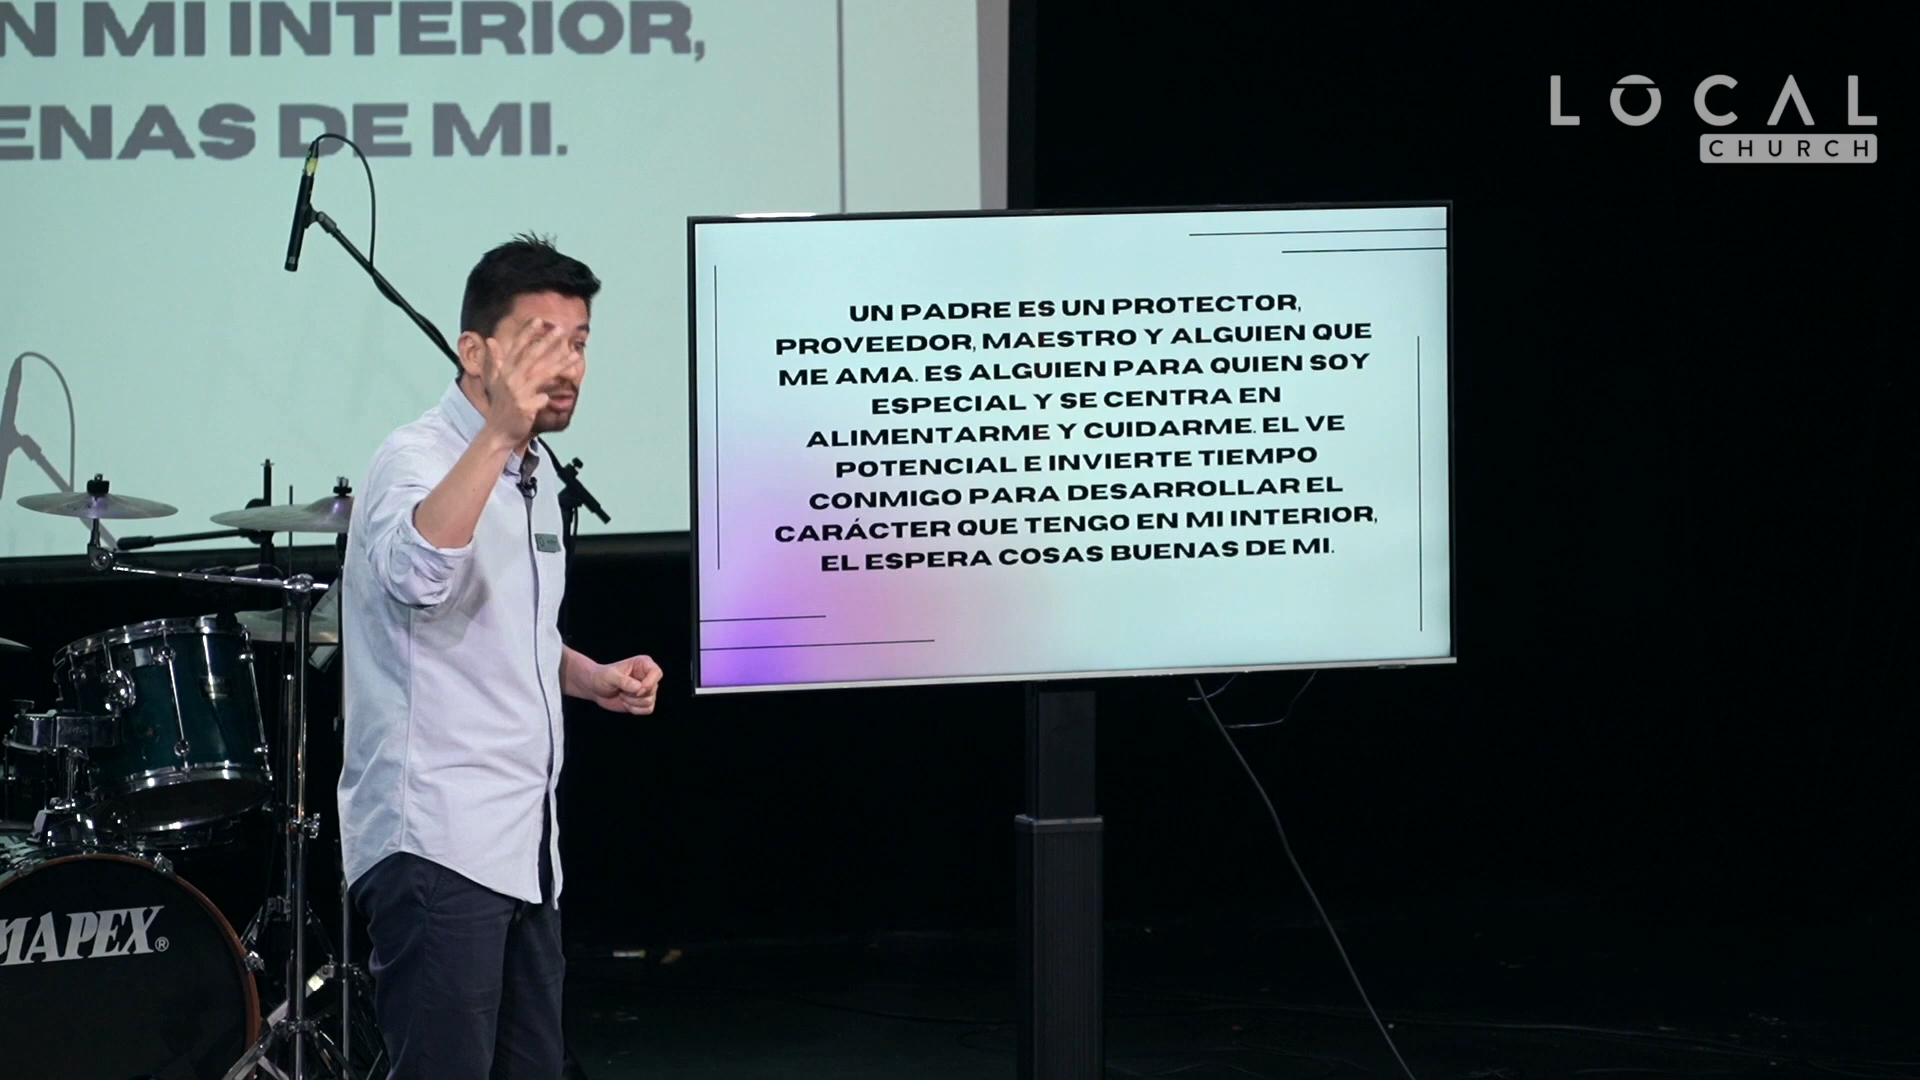 N MI INTERIOR,
ENAS DE MI.
LOCAL
CHURCH
UN PADRE ES UN PROTECTOR,
PROVEEDOR, MAESTRO Y ALGUIEN QUE
ME AMA. ES ALGUIEN PARA QUIEN SOY
ESPECIAL Y SE CENTRA EN
ALIMENTARME Y CUIDARME. EL VE
POTENCIAL E INVIERTE TIEMPO
CONMIGO PARA DESARROLLAR EL
CARÁCTER QUE TENGO EN MI INTERIOR,
EL ESPERA COSAS BUENAS DE MI.
MAPEX®